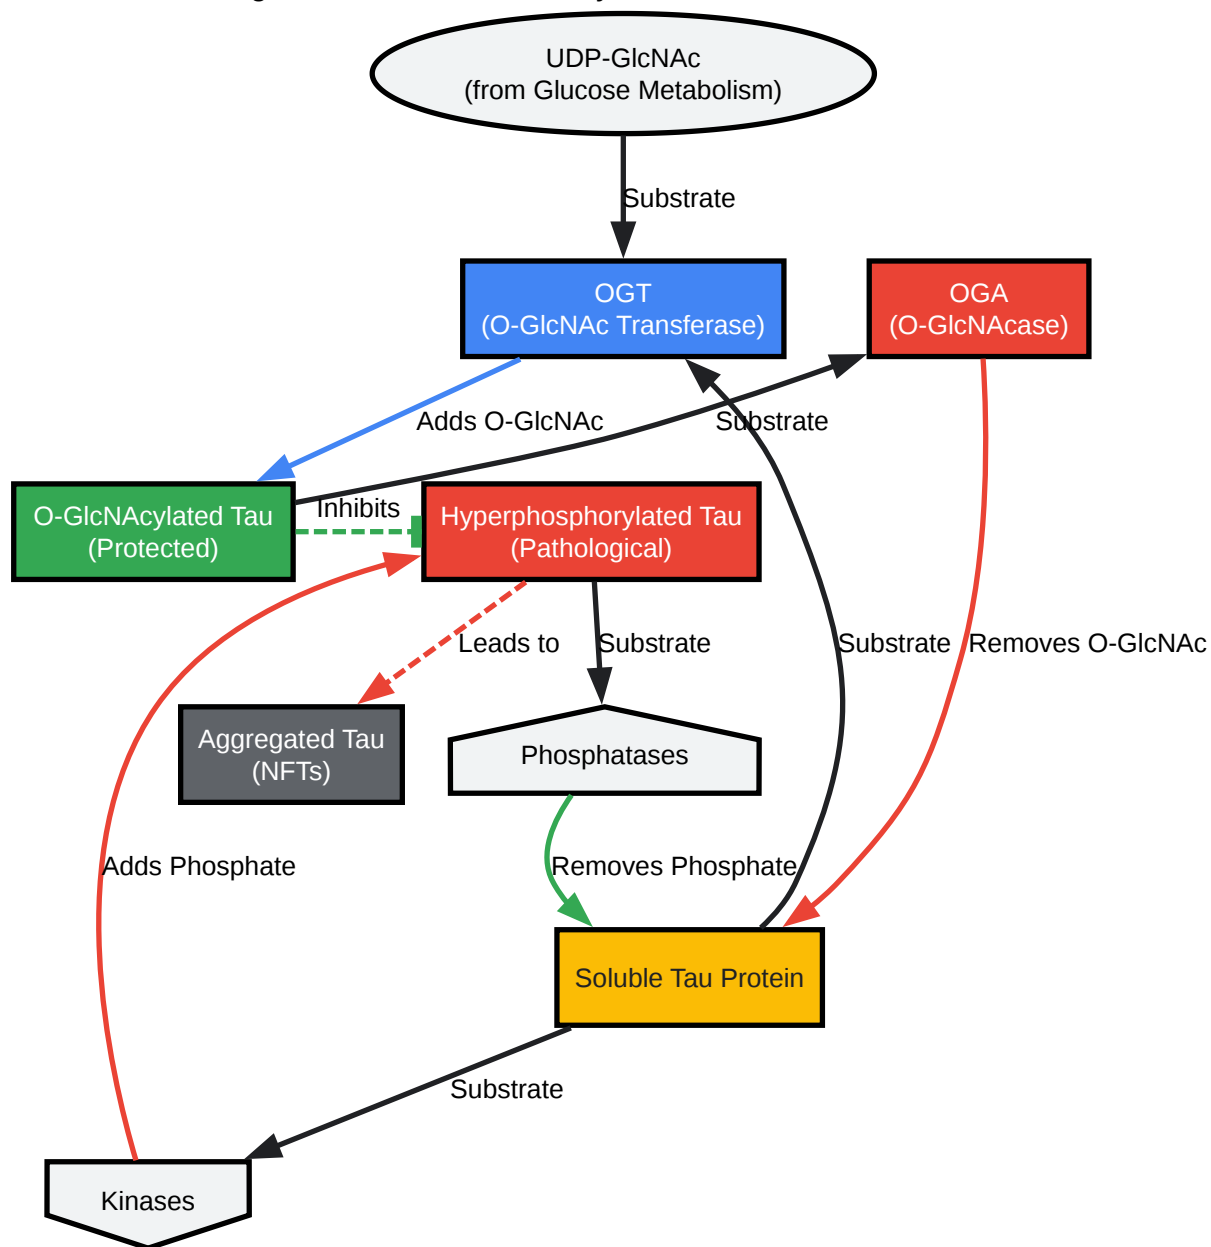 UDP-GlcNAc
(from Glucose Metabolism)
Substrate
OGT
(O-GlcNAc Transferase)
OGA
(O-GlcNAcase)
Adds O-GlcNAc
Substrate
O-GlcNAcylated Tau
(Protected)
Inhibits
Hyperphosphorylated Tau
(Pathological)
Leads to
Substrate
Substrate
Removes O-GlcNAc
Aggregated Tau
(NFTs)
Phosphatases
Adds Phosphate
Removes Phosphate
Soluble Tau Protein
Substrate
Kinases